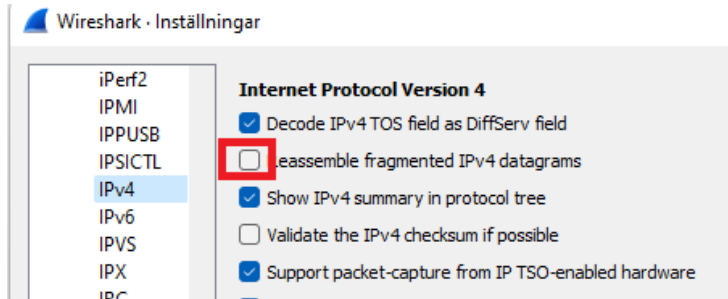 Wireshark · Inställningar
iPerf2
IPMI
IPPUSB
IPSICTL
IPv4
IPv6
IPVS
IPX
Internet Protocol Version 4
Decode IPv4 TOS field as DiffServ field
eassemble fragmented IPv4 datagrams
Show IPv4 summary in protocol tree
Validate the IPv4 checksum if possible
Support packet-capture from IP TSO-enabled hardware